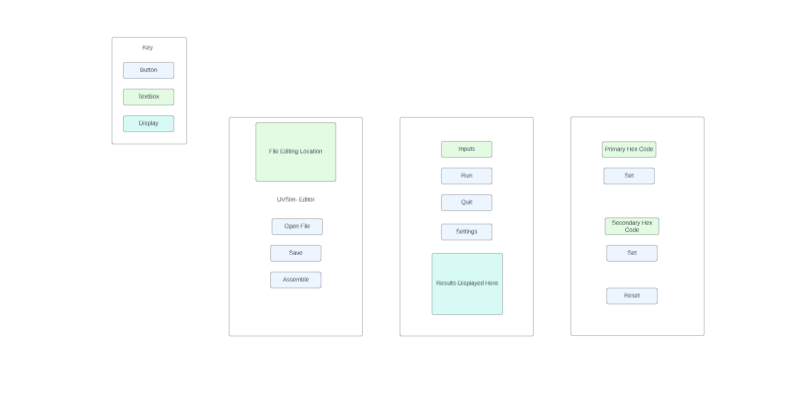 Key
Button
TextBox
Display
File Editing Location
UVSim- Editor
Open File
Save
Assemble
Inputs
Run
Quit
Settings
Results Displayed Here
Primary Hex Code
Set
Secondary Hex
Code
Set
Reset